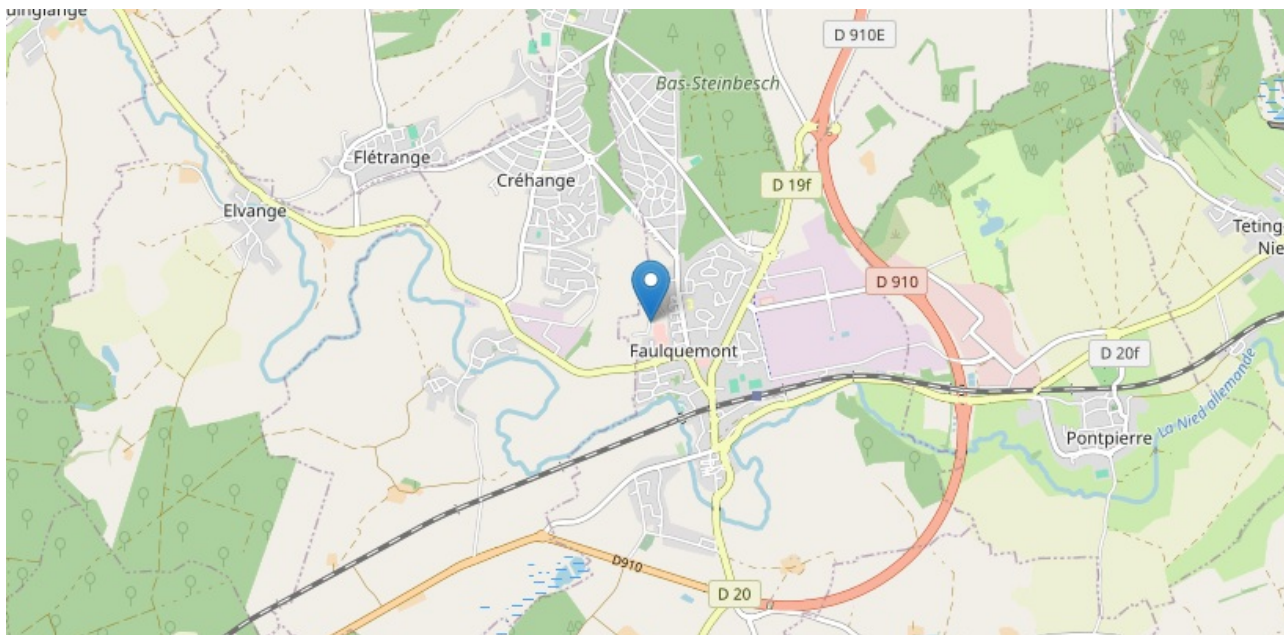 D 910E
Bas-Steinbesch
Flétrange
Créhange
D 19f
Elvange
D 910
Faulquemont
D 20f
La Nied allemande
Pontpierre
D910
D 20